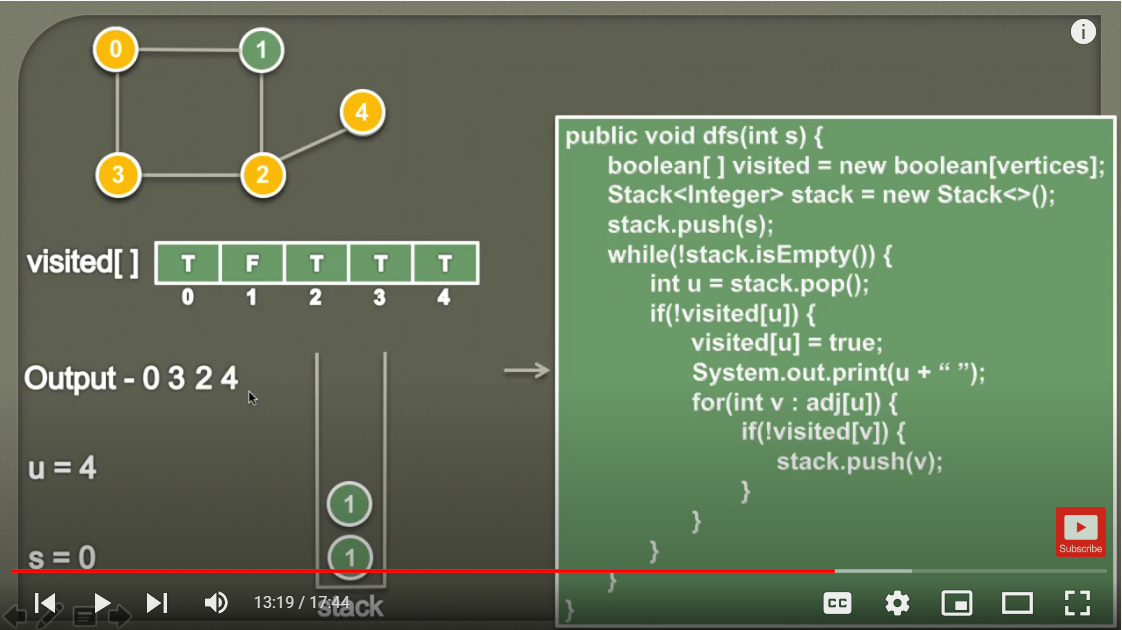 0 1
4
3 2
visited[ ] T F T T T
0 1 2 3 4
Output - 0 3 2 4
u = 4
s = 0
1
1
stack
public void dfs(int s) {
boolean[ ] visited = new boolean[vertices];
Stack<Integer> stack = new Stack<>();
stack.push(s);
while(!stack.isEmpty()) {
int u = stack.pop();
if(!visited[u]) {
visited[u] = true;
System.out.print(u + “ ”);
for(int v : adj[u]) {
if(!visited[v]) {
stack.push(v);
}
}
}
}
}
i
Subscribe
13:19 / 17:44
CC